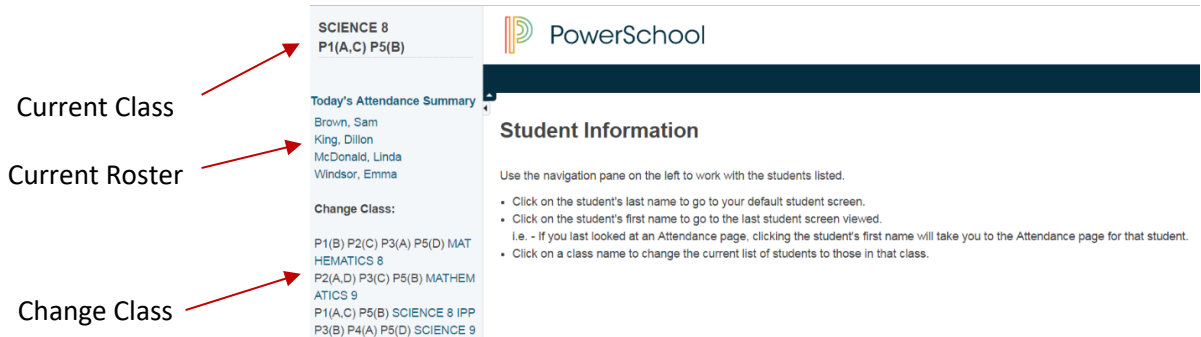 SCIENCE 8
P1(A,C) P5(B)
PowerSchool
Current Class
Today's Attendance Summary
Brown, Sam
King, Dillon
McDonald, Linda
Windsor, Emma
Current Roster
Change Class:
P1(B) P2(C) P3(A) P5(D) MAT
HEMATICS 8
P2(A,D) P3(C) P5(B) MATHEM
ATICS 9
P1(A,C) P5(B) SCIENCE 8 IPP
P3(B) P4(A) P5(D) SCIENCE 9
Change Class
Student Information
Use the navigation pane on the left to work with the students listed.
• Click on the student's last name to go to your default student screen.
• Click on the student's first name to go to the last student screen viewed.
i.e. - If you last looked at an Attendance page, clicking the student's first name will take you to the Attendance page for that student.
• Click on a class name to change the current list of students to those in that class.